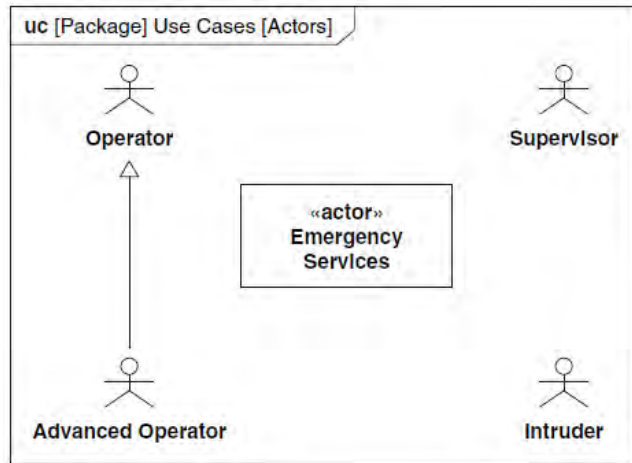 uc [Package] Use Cases [Actors]
Operator
Supervisor
«actor»
Emergency
Services
Advanced Operator
Intruder